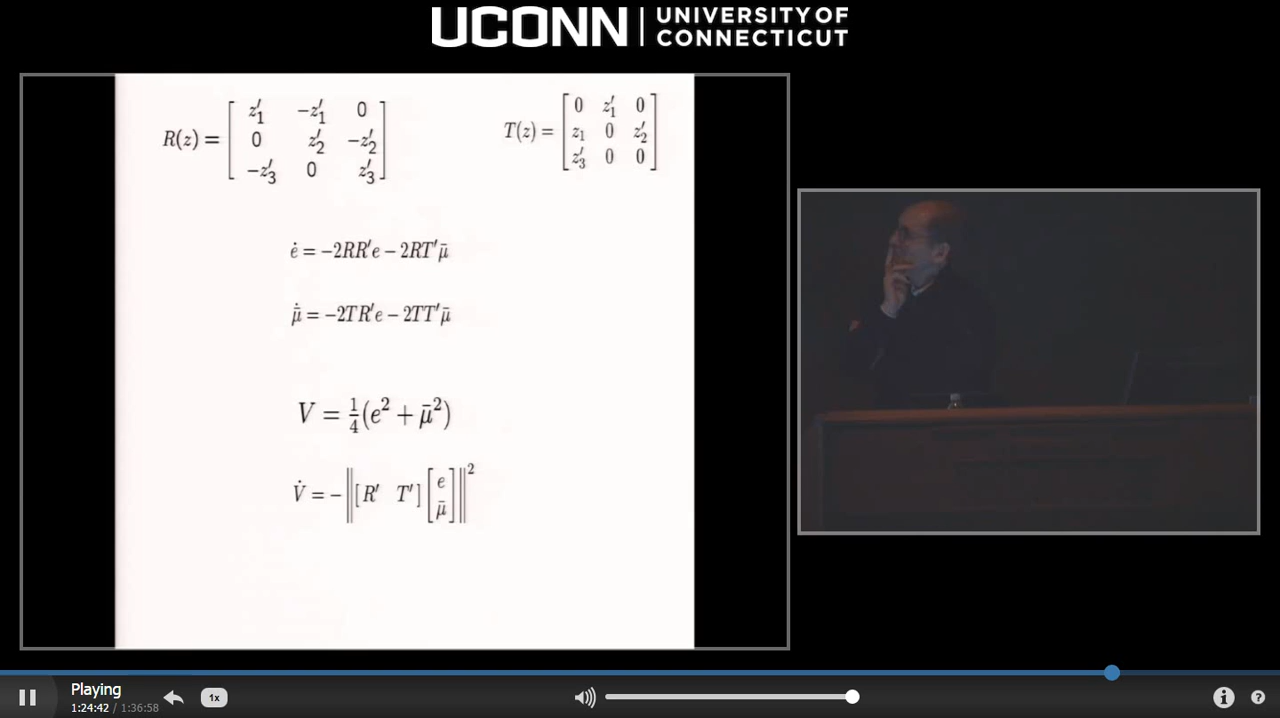 UCONN | UNIVERSITY OF
CONNECTICUT
R(z) = [ z′₁ −z′₁ 0
0 z′₂ −z′₂
−z′₃ 0 z′₃ ]
T(z) = [ 0 z′₁ 0
z₁ 0 z′₂
z′₃ 0 0 ]
ė = −2RR′e − 2RT′μ̄
μ̄̇ = −2TR′e − 2TT′μ̄
V = ¼(e² + μ̄²)
V̇ = −‖[ R′ T′ ] [ e
μ̄ ]‖²
Playing
1x
1:24:42 / 1:36:58
i
?